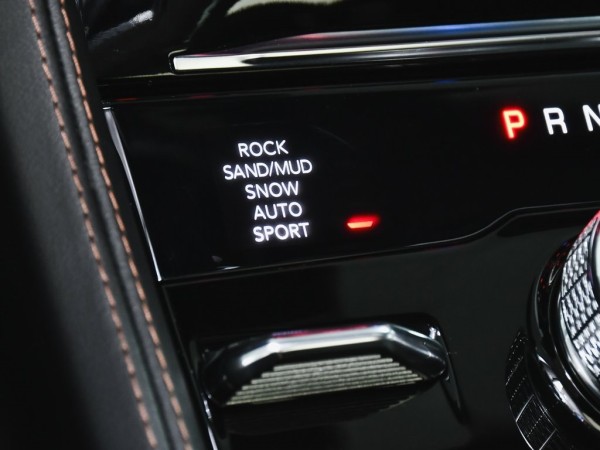 ROCK
SAND/MUD
SNOW
AUTO
SPORT
P R N